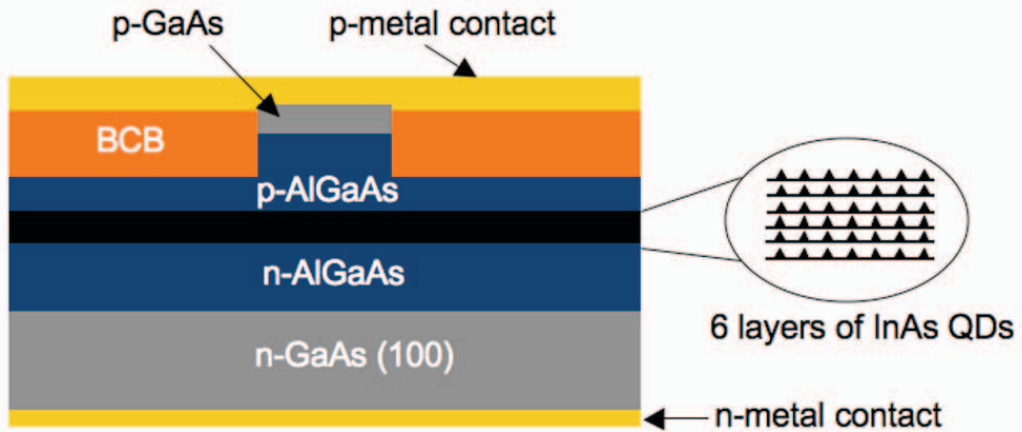 p-GaAs
p-metal contact
BCB
p-AlGaAs
n-AlGaAs
6 layers of InAs QDs
n-GaAs (100)
n-metal contact